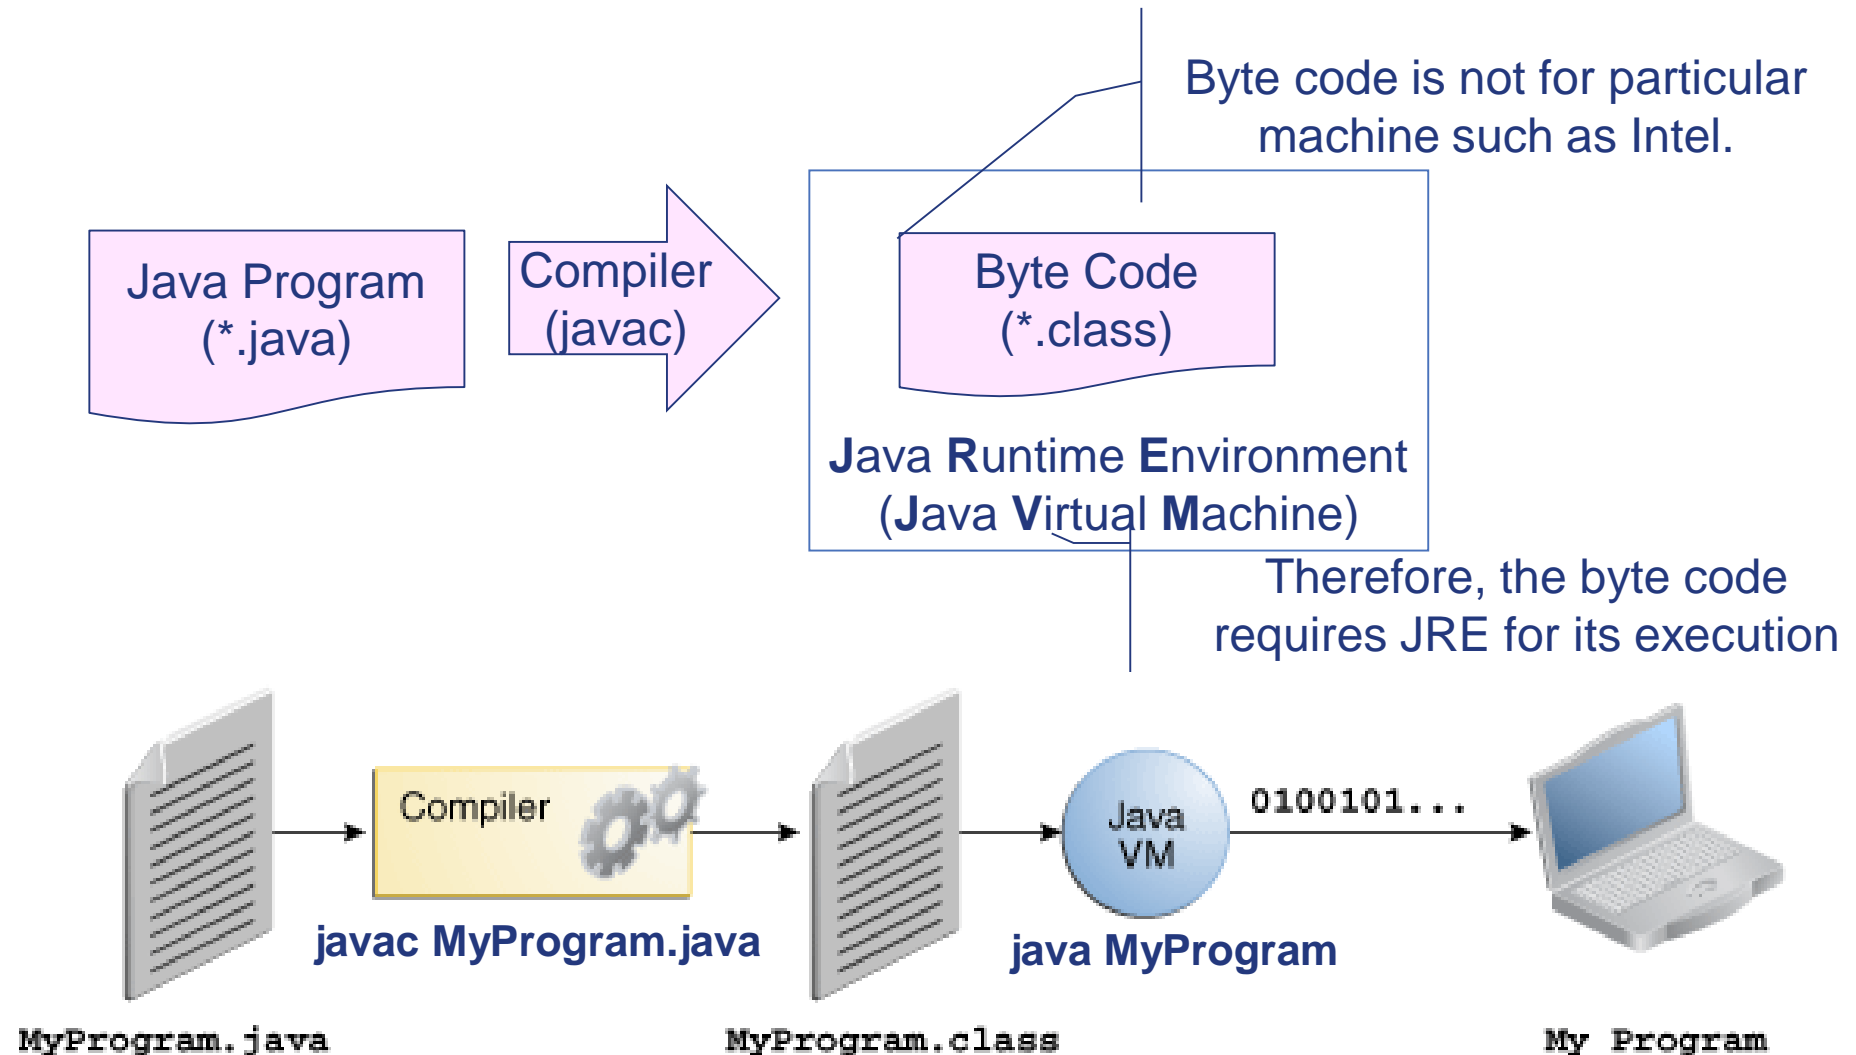 Byte code is not for particular
machine such as Intel.
Java Program
(*.java)
Compiler
(javac)
Byte Code
(*.class)
Java Runtime Environment
(Java Virtual Machine)
Therefore, the byte code
requires JRE for its execution
Compiler
Java
VM
0100101...
javac MyProgram.java
java MyProgram
MyProgram.java
MyProgram.class
My Program